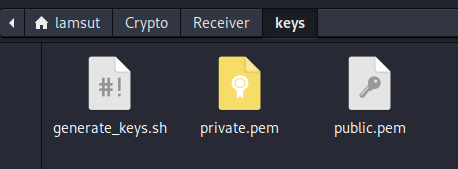 lamsut Crypto Receiver keys
#!
generate_keys.sh private.pem public.pem